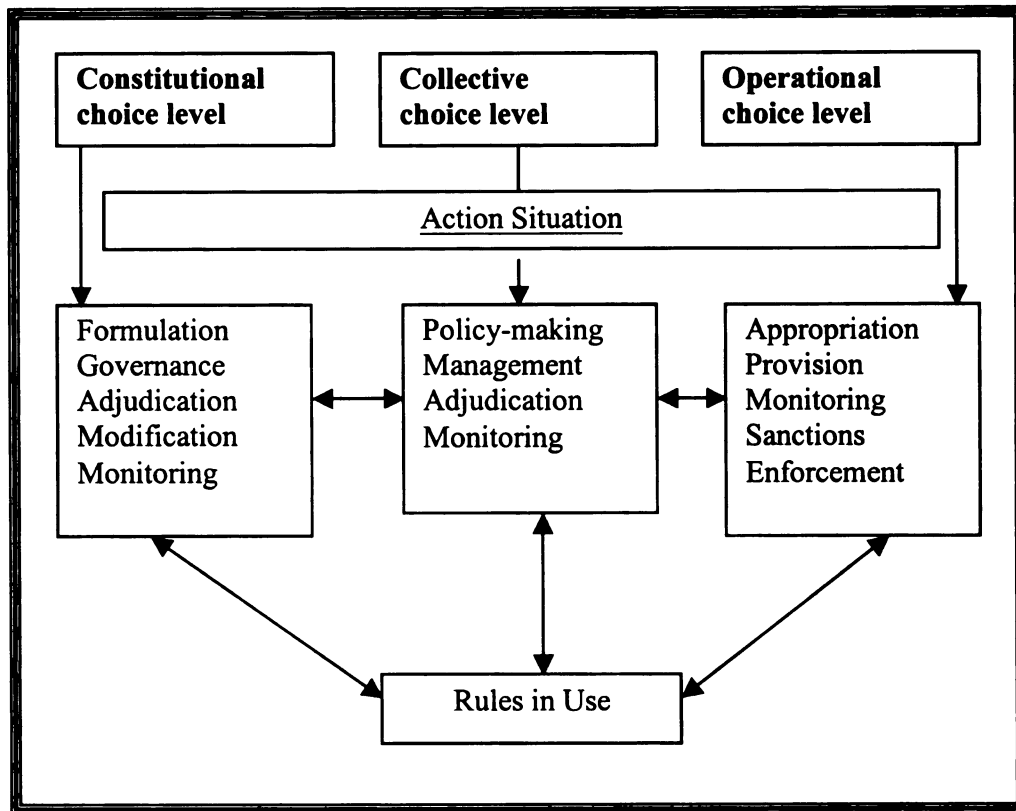 Constitutional
choice level
Collective
choice level
Operational
choice level
Action Situation
Formulation
Governance
Adjudication
Modification
Monitoring
Policy-making
Management
Adjudication
Monitoring
Appropriation
Provision
Monitoring
Sanctions
Enforcement
Rules in Use